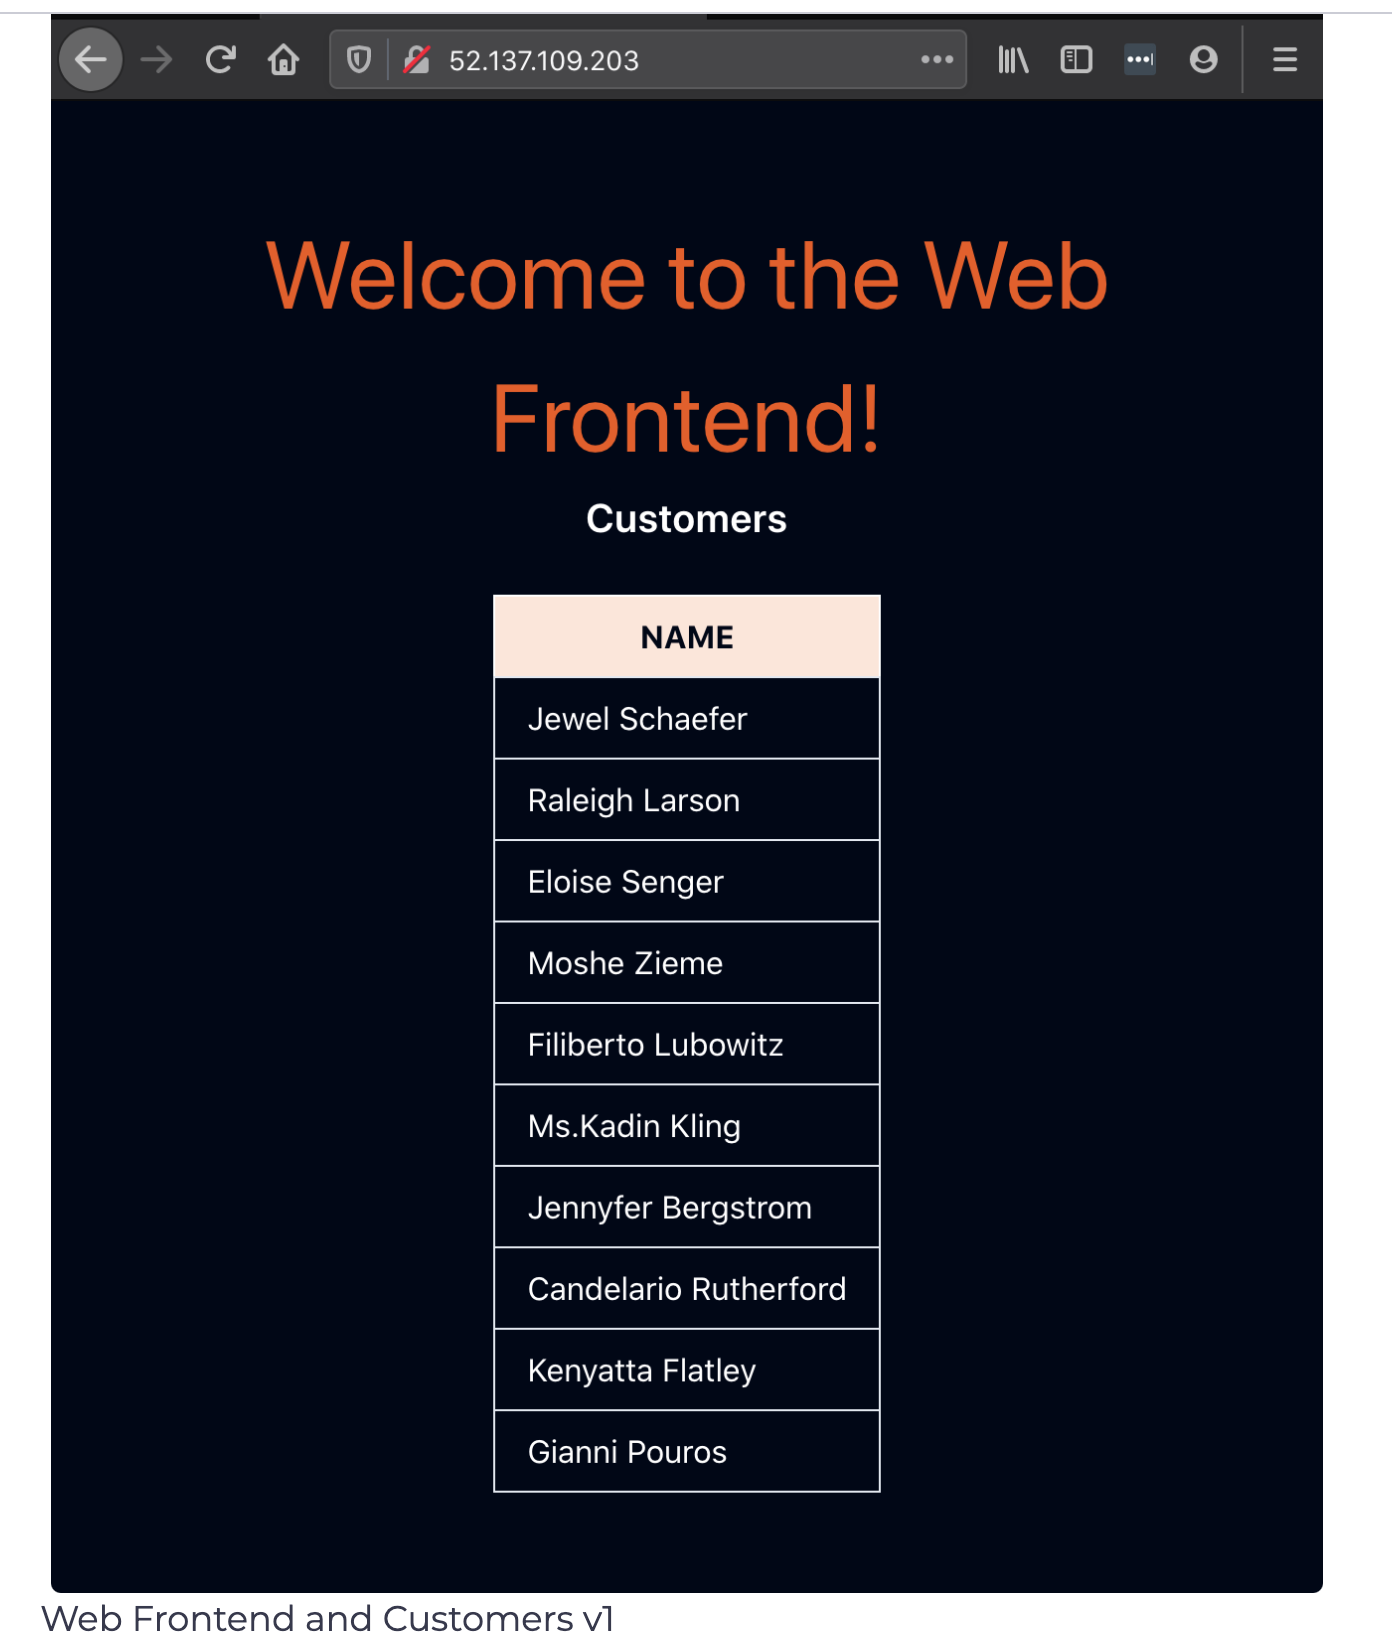 52.137.109.203
Welcome to the Web
Frontend!
Customers
NAME
Jewel Schaefer
Raleigh Larson
Eloise Senger
Moshe Zieme
Filiberto Lubowitz
Ms.Kadin Kling
Jennyfer Bergstrom
Candelario Rutherford
Kenyatta Flatley
Gianni Pouros
Web Frontend and Customers v1